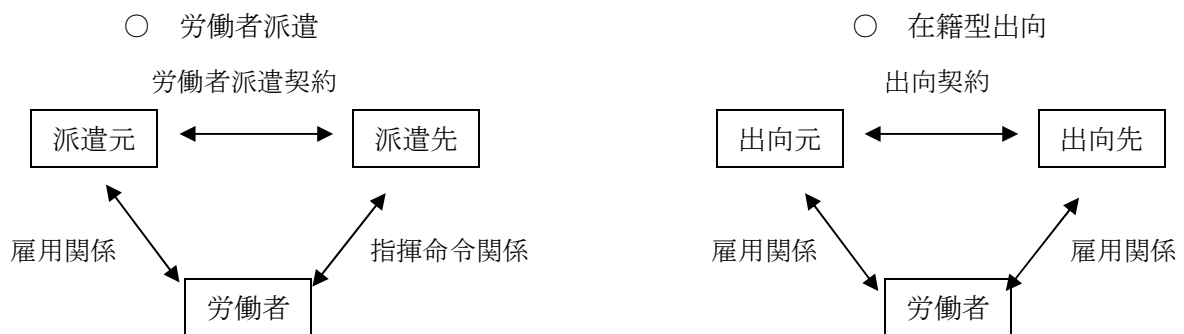 ○ 労働者派遣
労働者派遣契約
派遣元
派遣先
雇用関係
指揮命令関係
労働者
○ 在籍型出向
出向契約
出向元
出向先
雇用関係
雇用関係
労働者